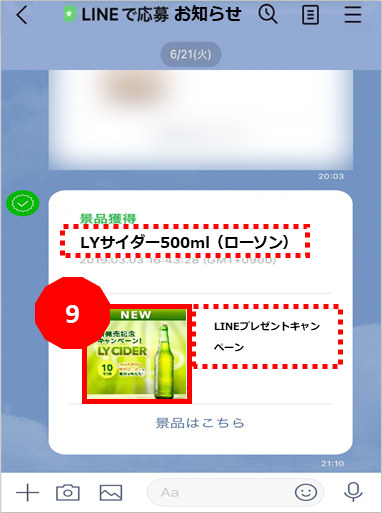 LINEで応募 お知らせ
6/21(火)
20:03
景品獲得
LYサイダー500ml（ローソン）
2019.03.03 16:43:28 (GMT+0900)
9
NEW
発売記念
キャンペーン!
LY CIDER
10
LINEプレゼントキャン
ペーン
景品はこちら
21:10
Aa